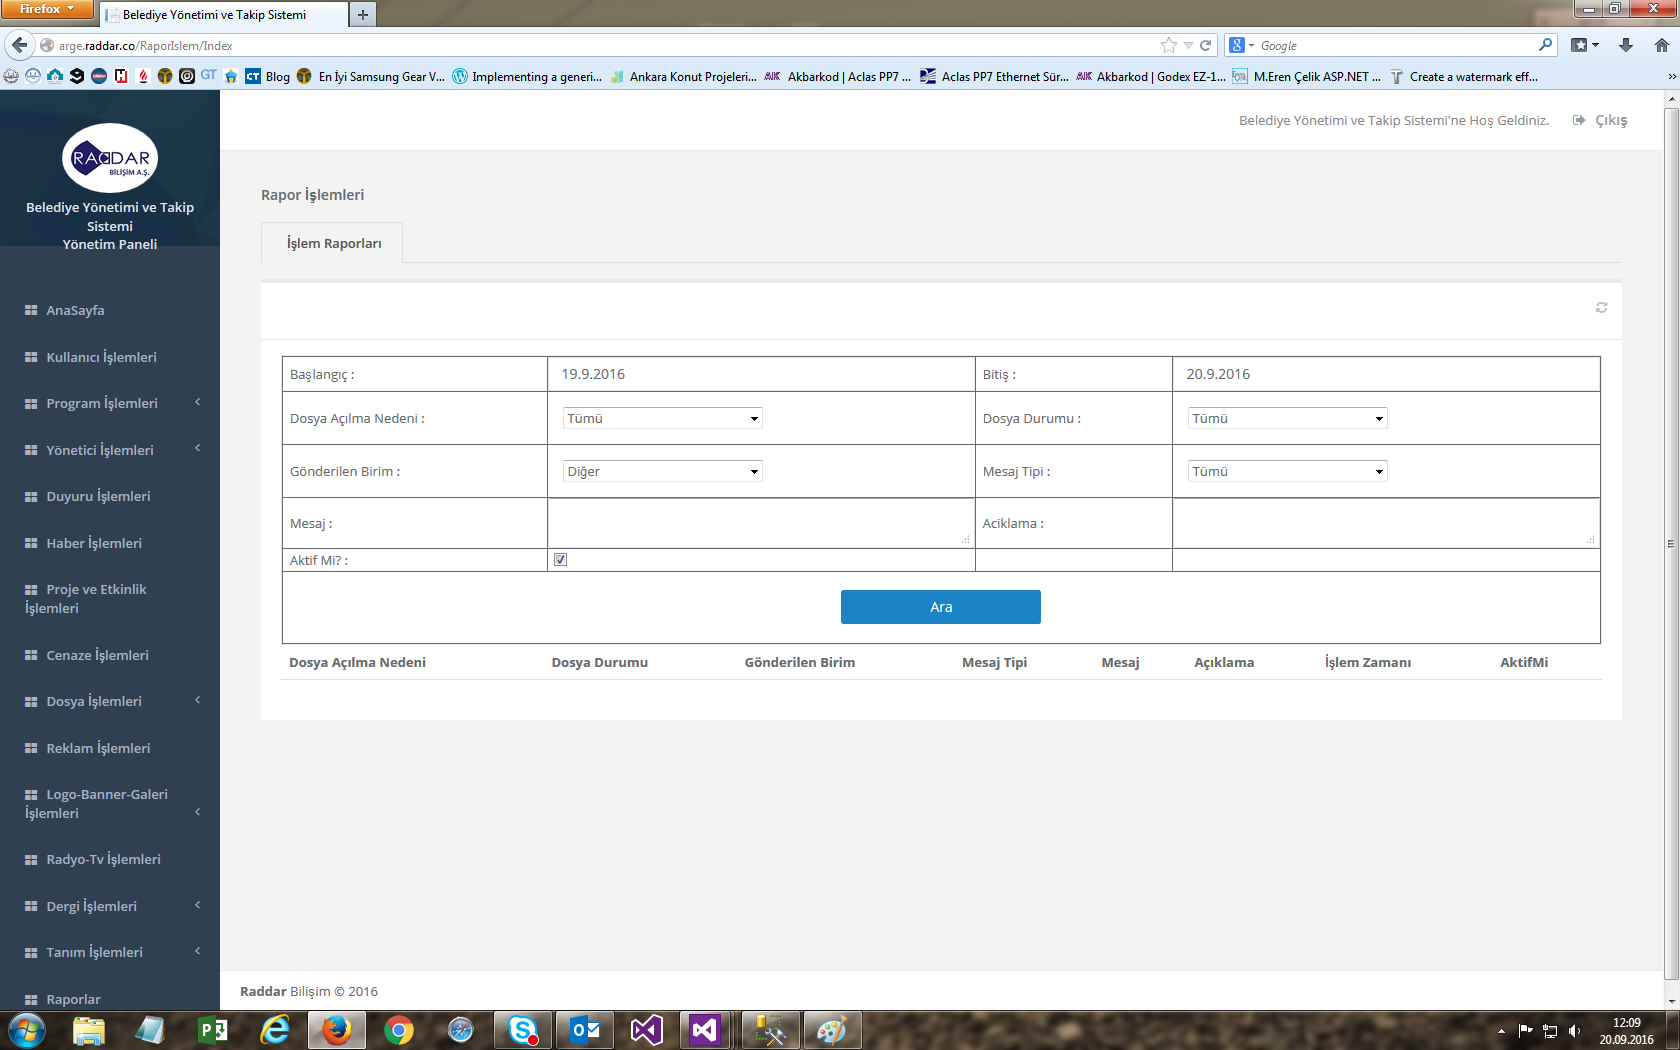 Firefox
Belediye Yönetimi ve Takip Sistemi
arge.raddar.co/RaporIslem/Index
Google
CT Blog En İyi Samsung Gear V... Implementing a generi... Ankara Konut Projeleri... AIK Akbarkod | Aclas PP7 ... Aclas PP7 Ethernet Sür... AIK Akbarkod | Godex EZ-1... M.Eren Çelik ASP.NET ... Create a watermark eff...
RADDAR
BİLİŞİM A.Ş.
Belediye Yönetimi ve Takip
Sistemi
Yönetim Paneli
AnaSayfa
Kullanıcı İşlemleri
Program İşlemleri
Yönetici İşlemleri
Duyuru İşlemleri
Haber İşlemleri
Proje ve Etkinlik
İşlemleri
Cenaze İşlemleri
Dosya İşlemleri
Reklam İşlemleri
Logo-Banner-Galeri
İşlemleri
Radyo-Tv İşlemleri
Dergi İşlemleri
Tanım İşlemleri
Raporlar
Belediye Yönetimi ve Takip Sistemi'ne Hoş Geldiniz. Çıkış
Rapor İşlemleri
İşlem Raporları
Başlangıç : 19.9.2016 Bitiş : 20.9.2016
Dosya Açılma Nedeni : Tümü Dosya Durumu : Tümü
Gönderilen Birim : Diğer Mesaj Tipi : Tümü
Mesaj : Aciklama :
Aktif Mi? :
Ara
Dosya Açılma Nedeni Dosya Durumu Gönderilen Birim Mesaj Tipi Mesaj Açıklama İşlem Zamanı AktifMi
Raddar Bilişim © 2016
12:09
20.09.2016